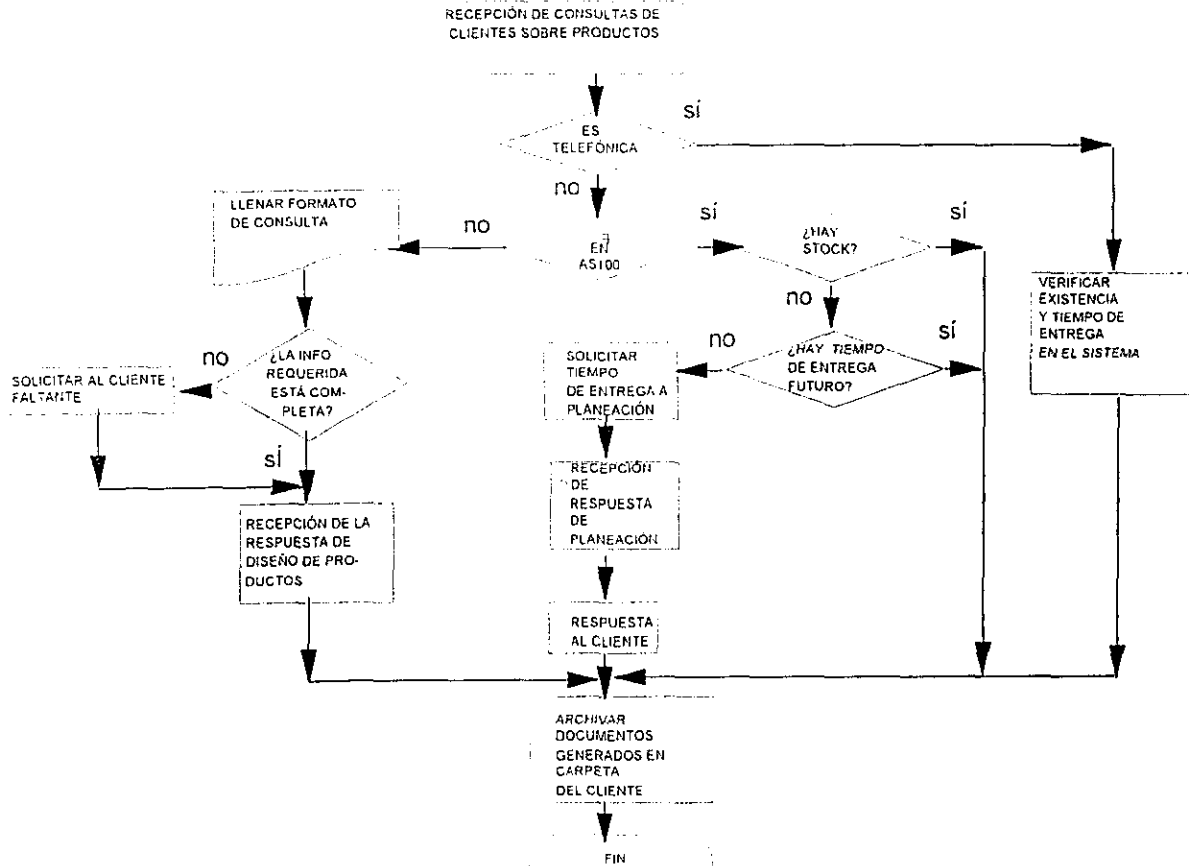 RECEPCIÓN DE CONSULTAS DE
CLIENTES SOBRE PRODUCTOS
sí
ES
TELEFÓNICA
no
LLENAR FORMATO
DE CONSULTA
no
EN
AS100
sí
¿HAY
STOCK?
sí
no
VERIFICAR
EXISTENCIA
Y TIEMPO DE
ENTREGA
EN EL SISTEMA
¿LA INFO
REQUERIDA
ESTÁ COM-
PLETA?
no
SOLICITAR AL CLIENTE
FALTANTE
sÍ
SOLICITAR
TIEMPO
DE ENTREGA A
PLANEACIÓN
no
¿HAY TIEMPO
DE ENTREGA
FUTURO?
sí
RECEPCIÓN
DE
RESPUESTA
DE
PLANEACIÓN
RECEPCIÓN DE LA
RESPUESTA DE
DISEÑO DE PRO-
DUCTOS
RESPUESTA
AL CLIENTE
ARCHIVAR
DOCUMENTOS
GENERADOS EN
CARPETA
DEL CLIENTE
FIN